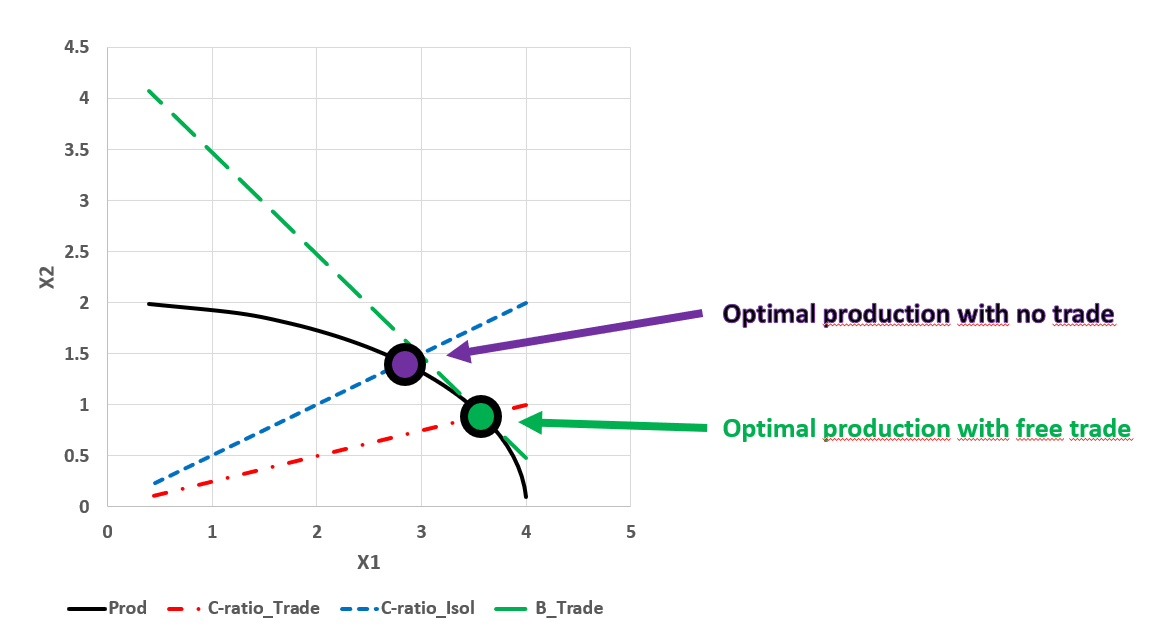 4.5
4
3.5
3
2.5
2
1.5
1
0.5
0
X2
0 1 2 3 4 5
X1
Optimal production with no trade
Optimal production with free trade
Prod C-ratio_Trade C-ratio_Isol B_Trade